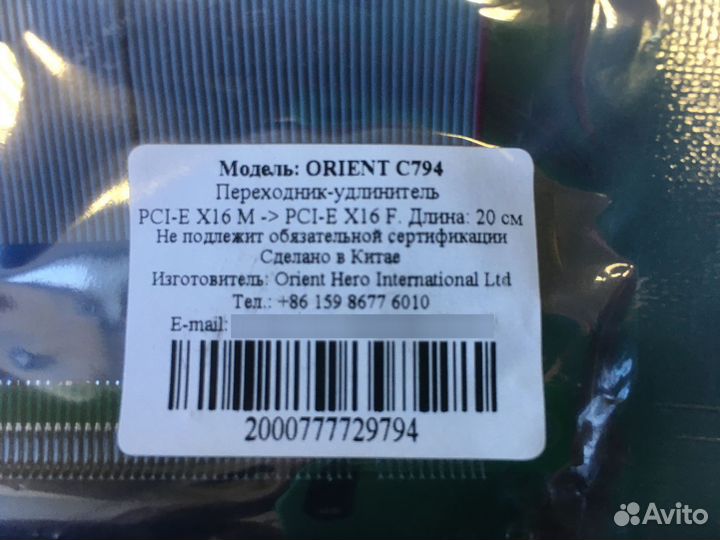 Модель: ORIENT C794
Переходник-удлинитель
PCI-E X16 M -> PCI-E X16 F. Длина: 20 см
Не подлежит обязательной сертификации
Сделано в Китае
Изготовитель: Orient Hero International Ltd
Тел.: +86 159 8677 6010
E-mail:
2000777729794
Avito